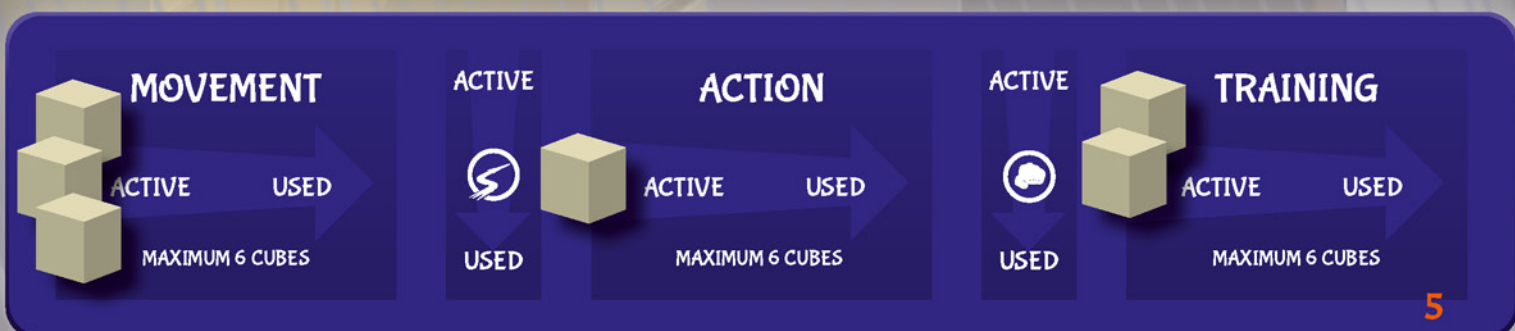 MOVEMENT
ACTIVE USED
MAXIMUM 6 CUBES
ACTIVE
USED
ACTION
ACTIVE USED
MAXIMUM 6 CUBES
ACTIVE
USED
TRAINING
ACTIVE USED
MAXIMUM 6 CUBES
5